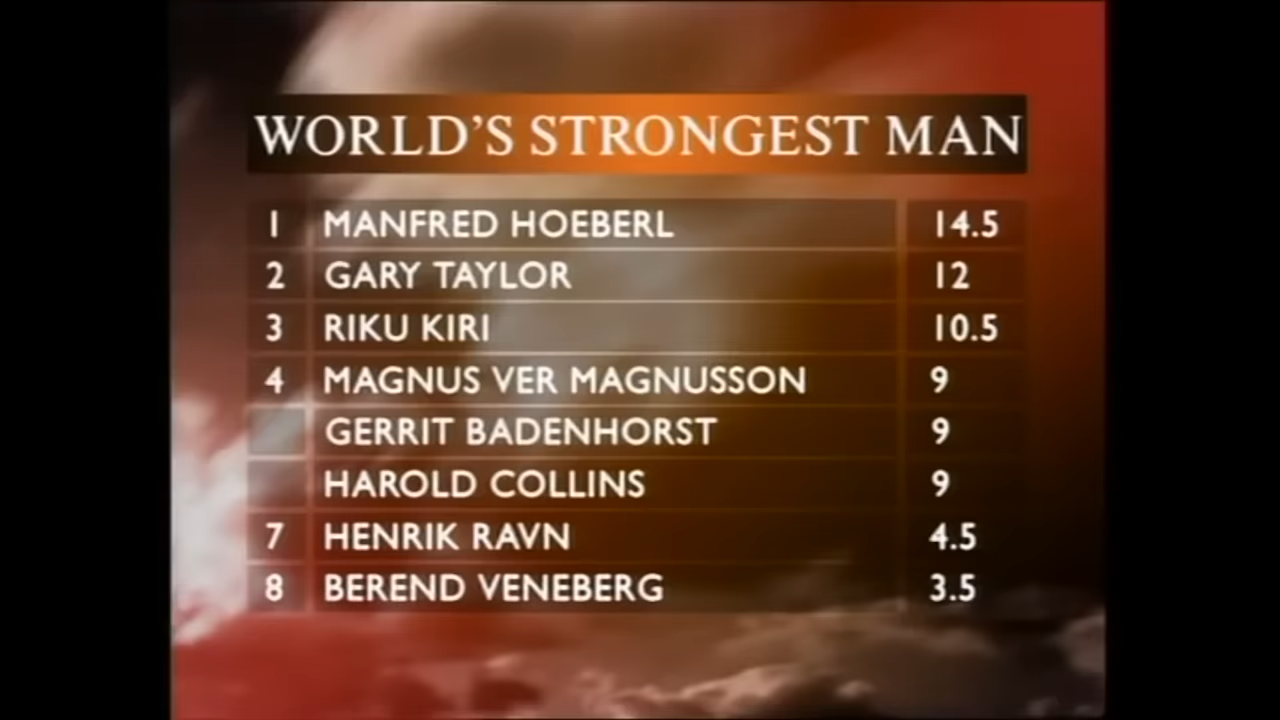 WORLD'S STRONGEST MAN
1 MANFRED HOEBERL 14.5
2 GARY TAYLOR 12
3 RIKU KIRI 10.5
4 MAGNUS VER MAGNUSSON 9
GERRIT BADENHORST 9
HAROLD COLLINS 9
7 HENRIK RAVN 4.5
8 BEREND VENEBERG 3.5